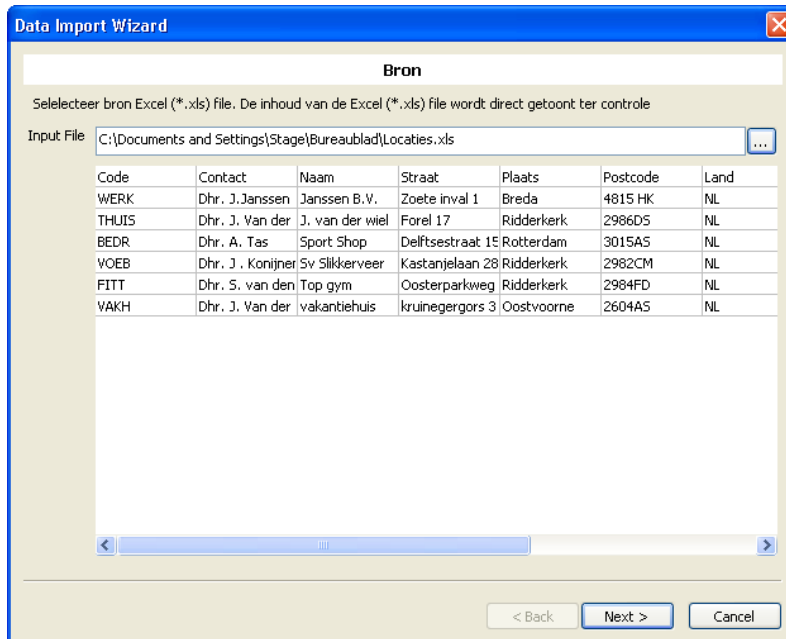 Data Import Wizard
Bron
Selelecteer bron Excel (*.xls) file. De inhoud van de Excel (*.xls) file wordt direct getoont ter controle
Input File C:\Documents and Settings\Stage\Bureaublad\Locaties.xls ...
Code Contact Naam Straat Plaats Postcode Land
WERK Dhr. J.Janssen Janssen B.V. Zoete inval 1 Breda 4815 HK NL
THUIS Dhr. J. Van der J. van der wiel Forel 17 Ridderkerk 2986DS NL
BEDR Dhr. A. Tas Sport Shop Delftsestraat 15 Rotterdam 3015AS NL
VOEB Dhr. J . Konijner Sv Slikkerveer Kastanjelaan 28 Ridderkerk 2982CM NL
FITT Dhr. S. van den Top gym Oosterparkweg Ridderkerk 2984FD NL
VAKH Dhr. J. Van der vakantiehuis kruinegergors 3 Oostvoorne 2604AS NL
< Back Next > Cancel